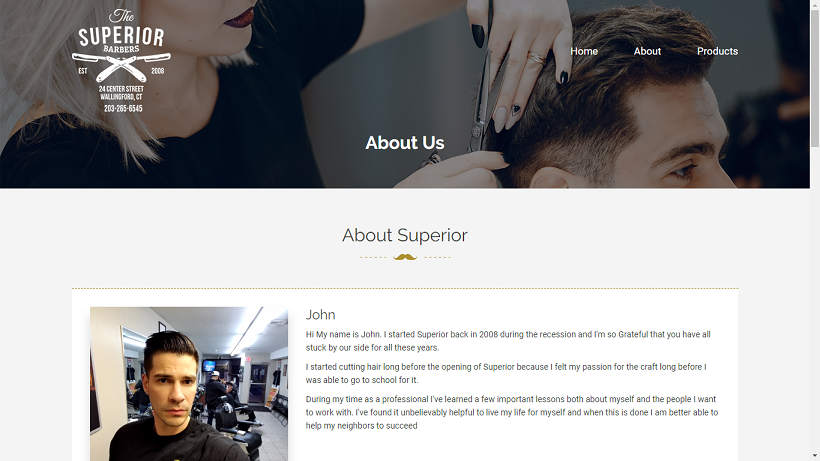 The
SUPERIOR
BARBERS
EST 2008
24 CENTER STREET
WALLINGFORD, CT
203-265-6545
Home About Products
About Us
About Superior
John
Hi My name is John. I started Superior back in 2008 during the recession and I'm so Grateful that you have all
stuck by our side for all these years.
I started cutting hair long before the opening of Superior because I felt my passion for the craft long before I
was able to go to school for it.
During my time as a professional I've learned a few important lessons both about myself and the people I want
to work with. I've found it unbelievably helpful to live my life for myself and when this is done I am better able to
help my neighbors to succeed